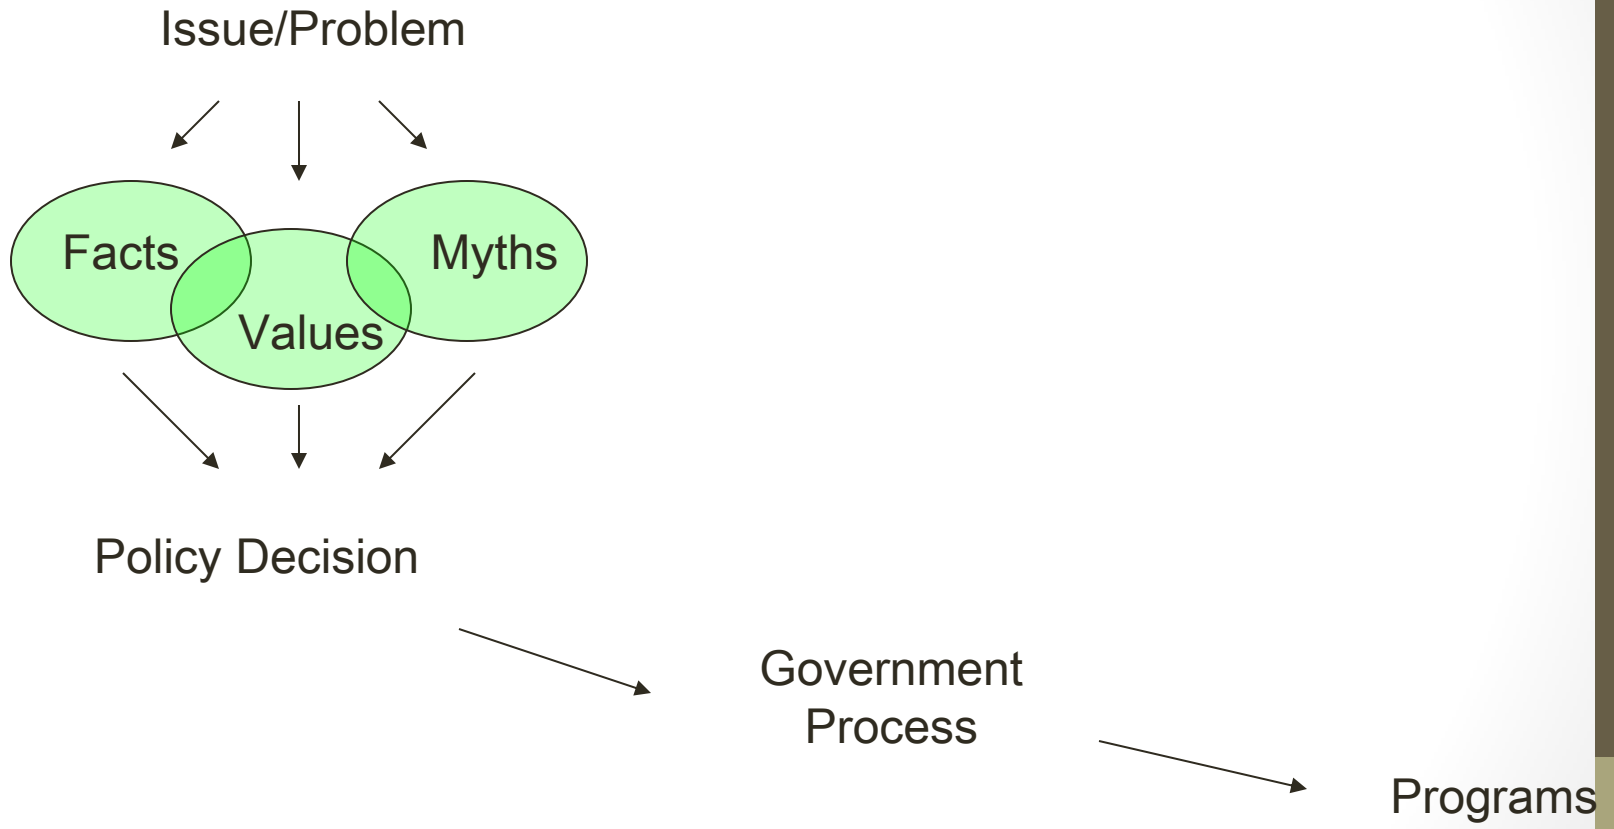 Issue/Problem
Facts
Myths
Values
Policy Decision
Government
Process
Programs